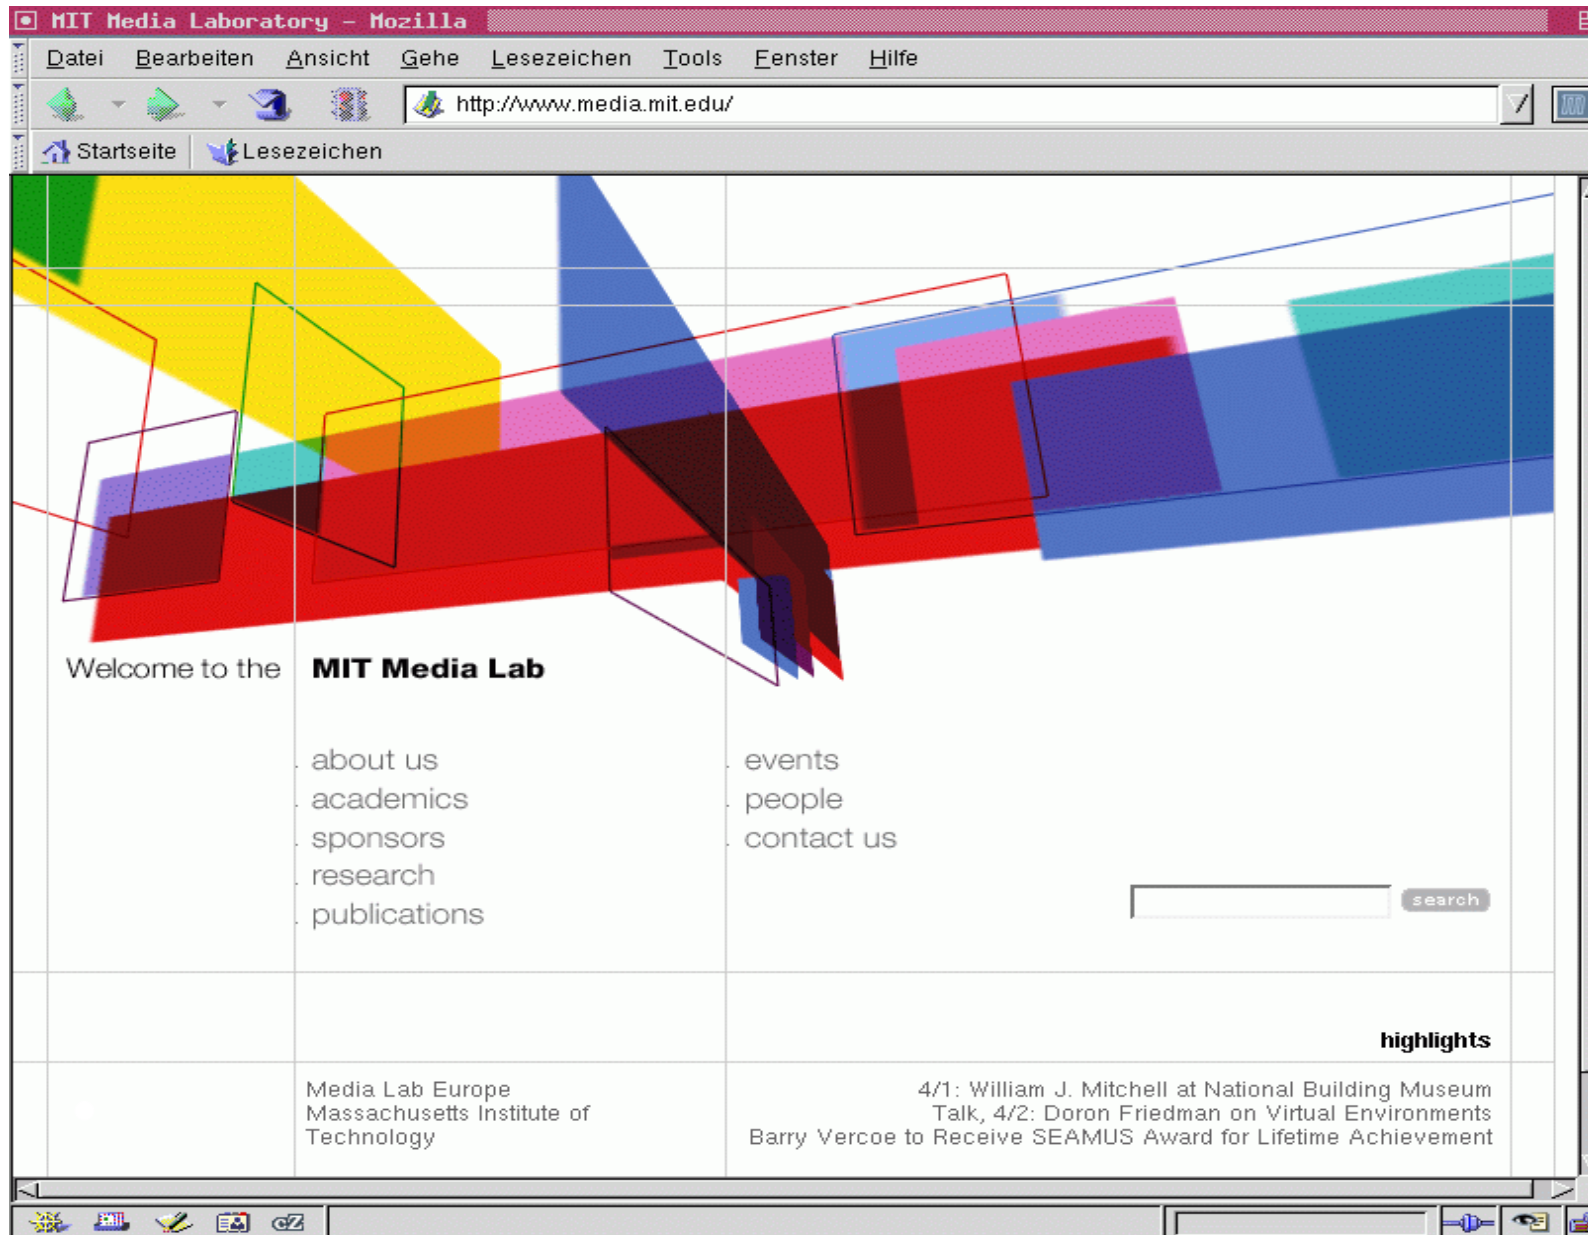 MIT Media Laboratory - Mozilla
Datei Bearbeiten Ansicht Gehe Lesezeichen Tools Fenster Hilfe
http://www.media.mit.edu/
Startseite Lesezeichen
Welcome to the MIT Media Lab
. about us . events
. academics . people
. sponsors . contact us
. research
. publications
search
highlights
Media Lab Europe
Massachusetts Institute of
Technology
4/1: William J. Mitchell at National Building Museum
Talk, 4/2: Doron Friedman on Virtual Environments
Barry Vercoe to Receive SEAMUS Award for Lifetime Achievement
cZ